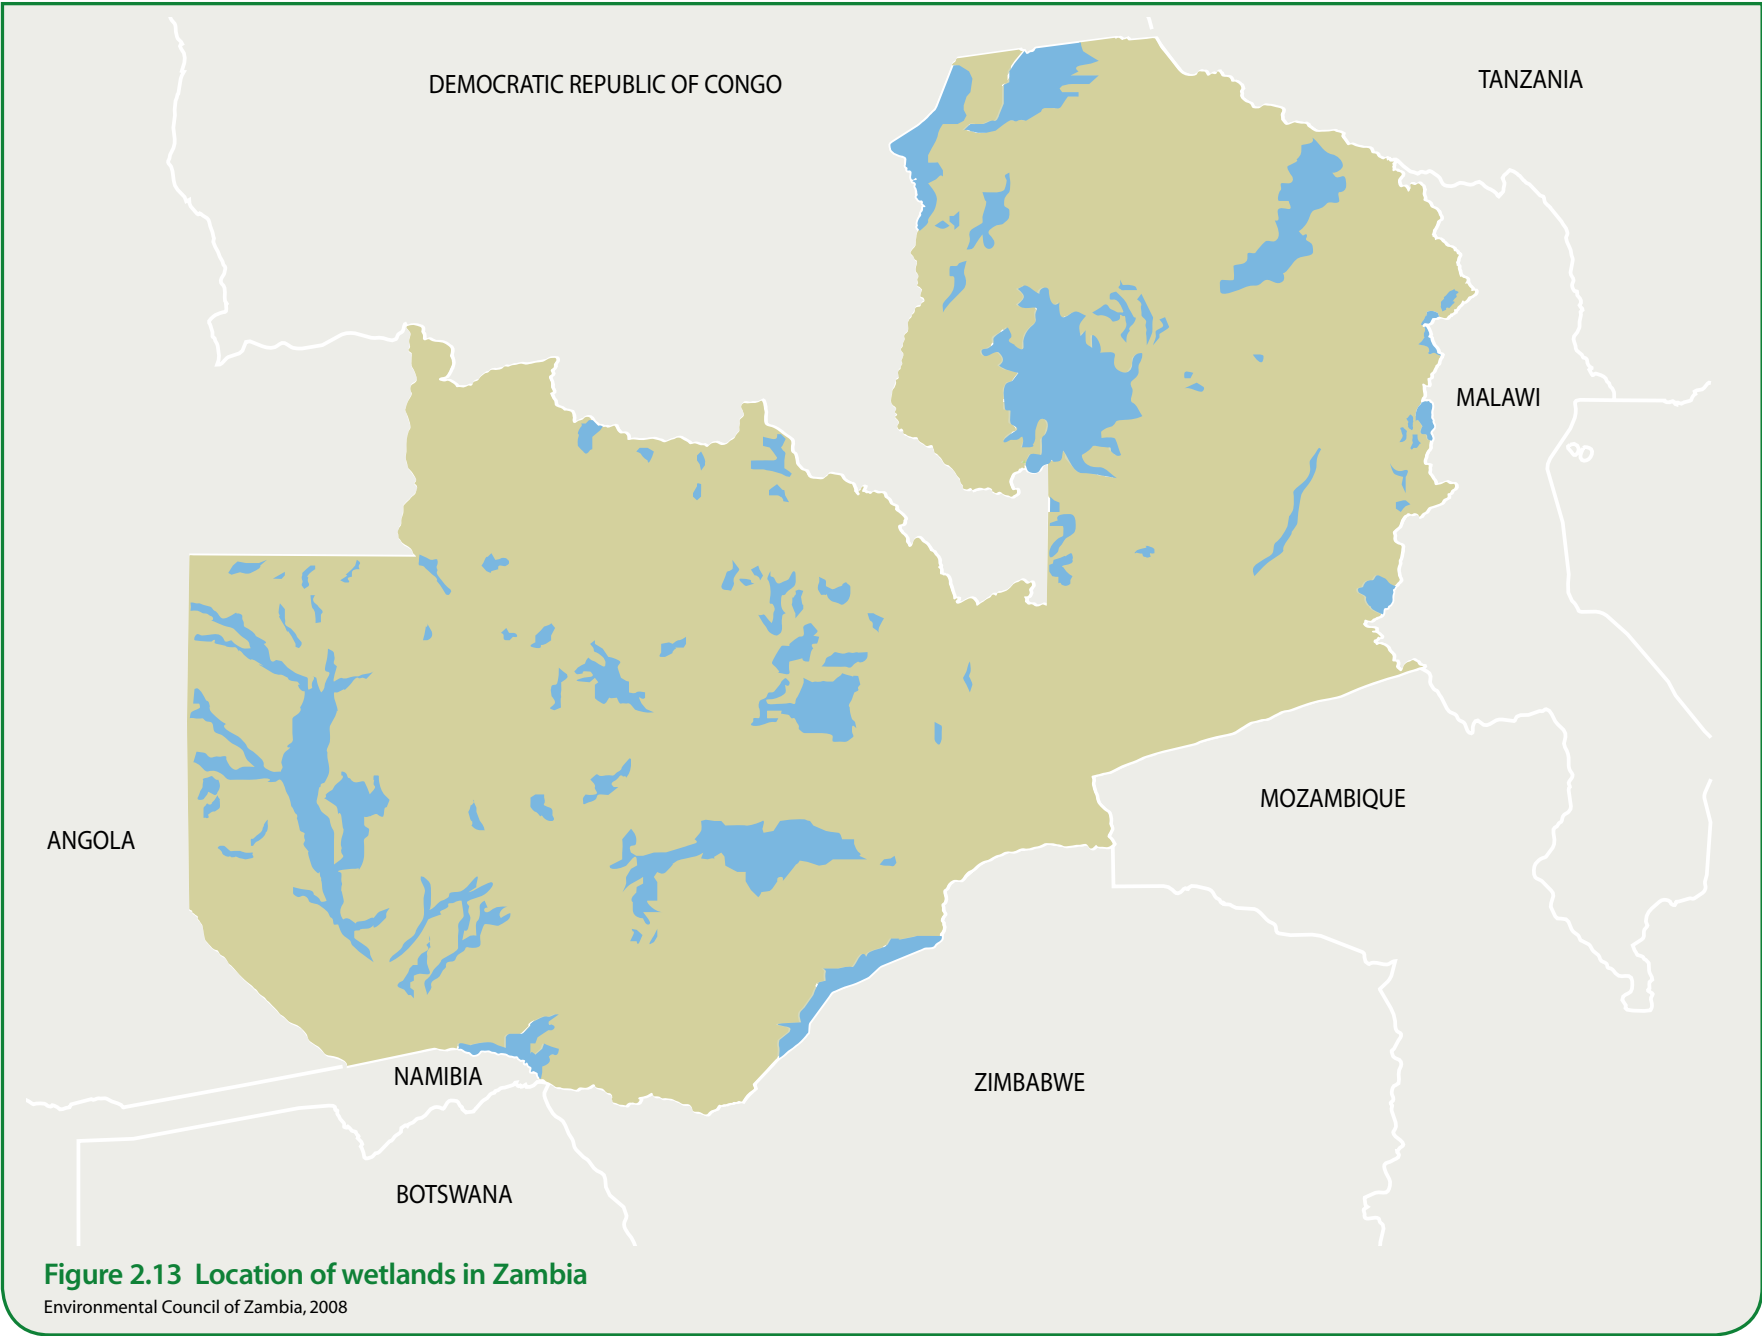 DEMOCRATIC REPUBLIC OF CONGO
TANZANIA
MALAWI
MOZAMBIQUE
ANGOLA
NAMIBIA
ZIMBABWE
BOTSWANA
Figure 2.13 Location of wetlands in Zambia
Environmental Council of Zambia, 2008